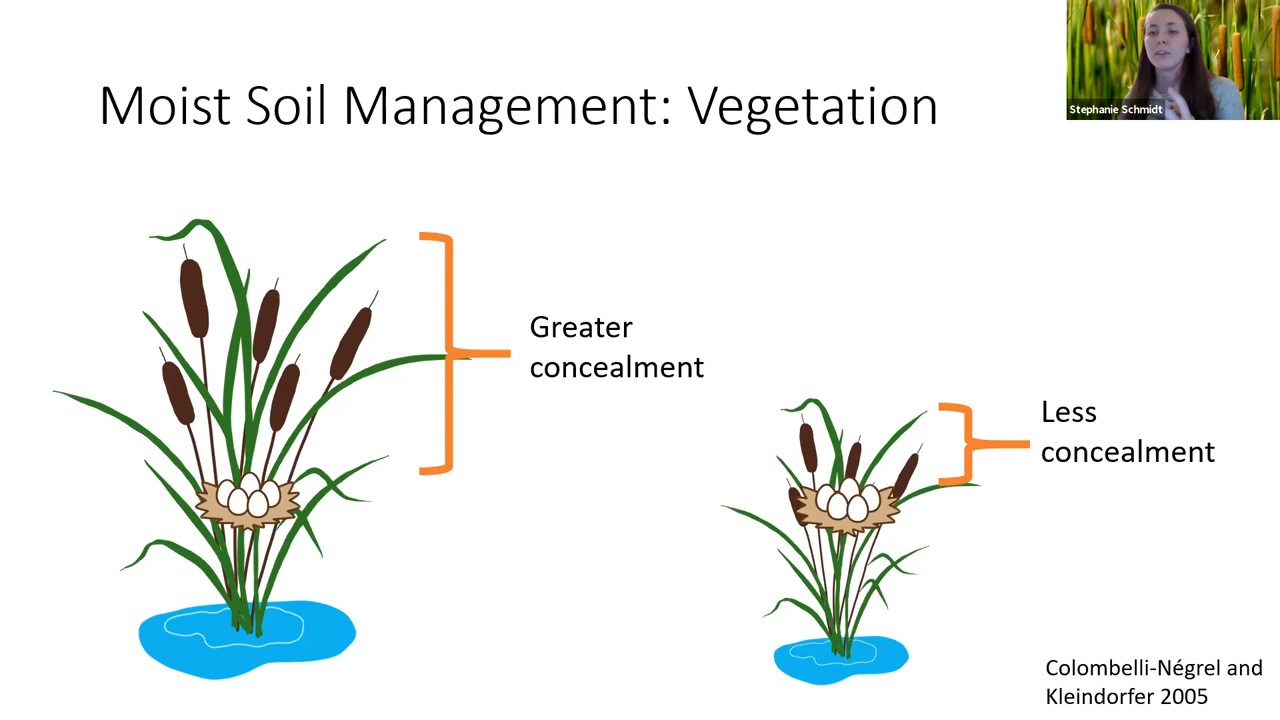 Moist Soil Management: Vegetation
Stephanie Schmidt
Greater
concealment
Less
concealment
Colombelli-Négrel and
Kleindorfer 2005